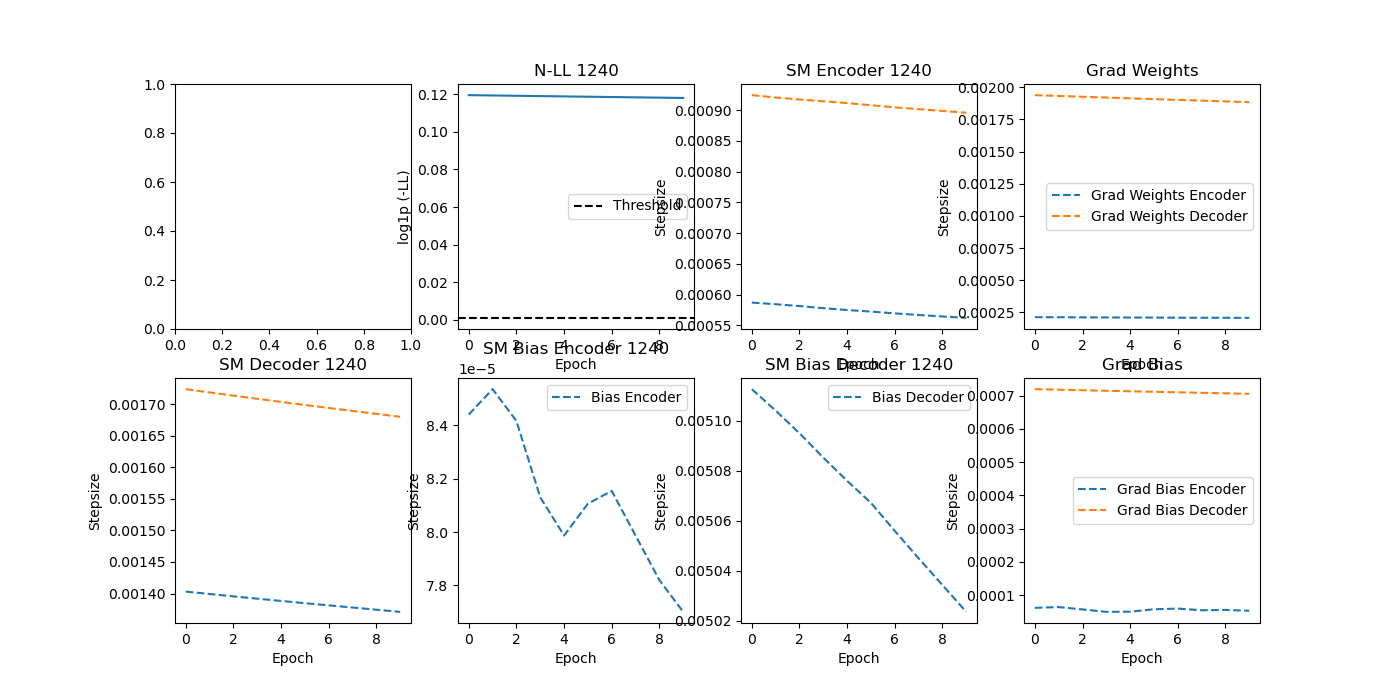 N-LL 1240
SM Encoder 1240
Grad Weights
1.0
0.8
0.6
0.4
0.2
0.0
0.0 0.2 0.4 0.6 0.8 1.0
log1p (-LL)
0.12
0.10
0.08
0.06
0.04
0.02
0.00
Threshold
0 2 4 6 8
Epoch
Stepsize
0.00090
0.00085
0.00080
0.00075
0.00070
0.00065
0.00060
0.00055
0 2 4 6 8
Epoch
Stepsize
0.00200
0.00175
0.00150
0.00125
0.00100
0.00075
0.00050
0.00025
Grad Weights Encoder
Grad Weights Decoder
0 2 4 6 8
Epoch
SM Decoder 1240
SM Bias Encoder 1240
SM Bias Decoder 1240
Grad Bias
Stepsize
0.00170
0.00165
0.00160
0.00155
0.00150
0.00145
0.00140
0 2 4 6 8
Epoch
1e−5
Stepsize
8.4
8.2
8.0
7.8
Bias Encoder
0 2 4 6 8
Epoch
Stepsize
0.00510
0.00508
0.00506
0.00504
0.00502
Bias Decoder
0 2 4 6 8
Epoch
Stepsize
0.0007
0.0006
0.0005
0.0004
0.0003
0.0002
0.0001
Grad Bias Encoder
Grad Bias Decoder
0 2 4 6 8
Epoch